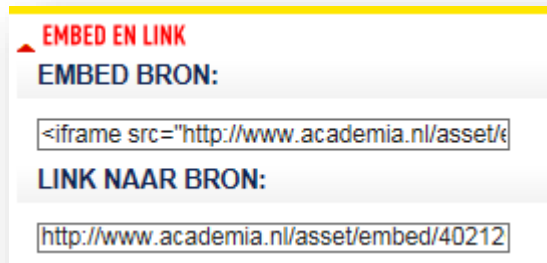 EMBED EN LINK
EMBED BRON:
<iframe src="http://www.academia.nl/asset/e
LINK NAAR BRON:
http://www.academia.nl/asset/embed/40212